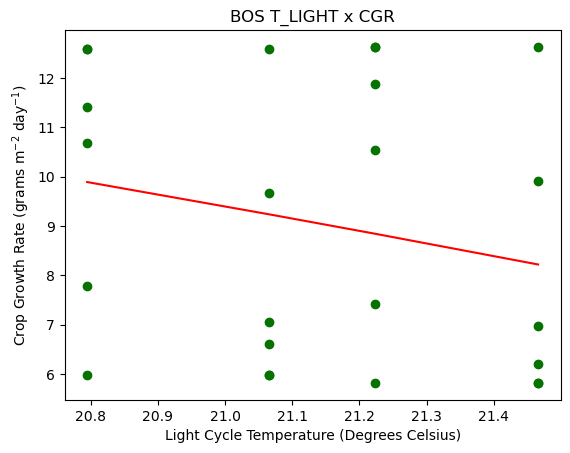 BOS T_LIGHT x CGR
Crop Growth Rate (grams m⁻² day⁻¹)
12
11
10
9
8
7
6
20.8 20.9 21.0 21.1 21.2 21.3 21.4
Light Cycle Temperature (Degrees Celsius)